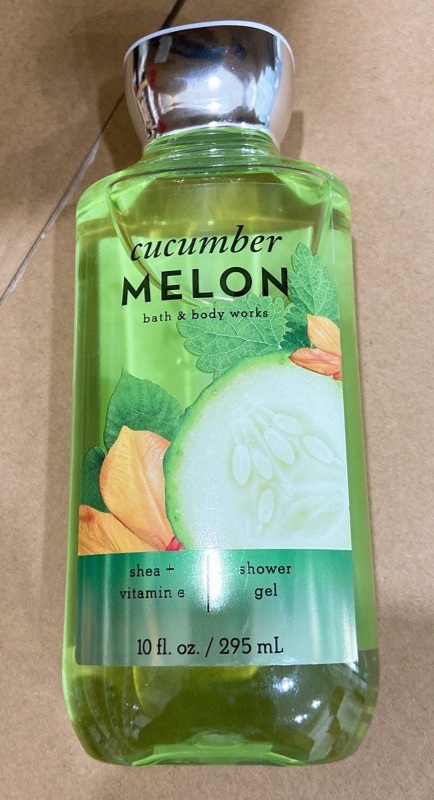 cucumber
MELON
bath & body works
shea + | shower
vitamin e | gel
10 fl. oz. / 295 mL